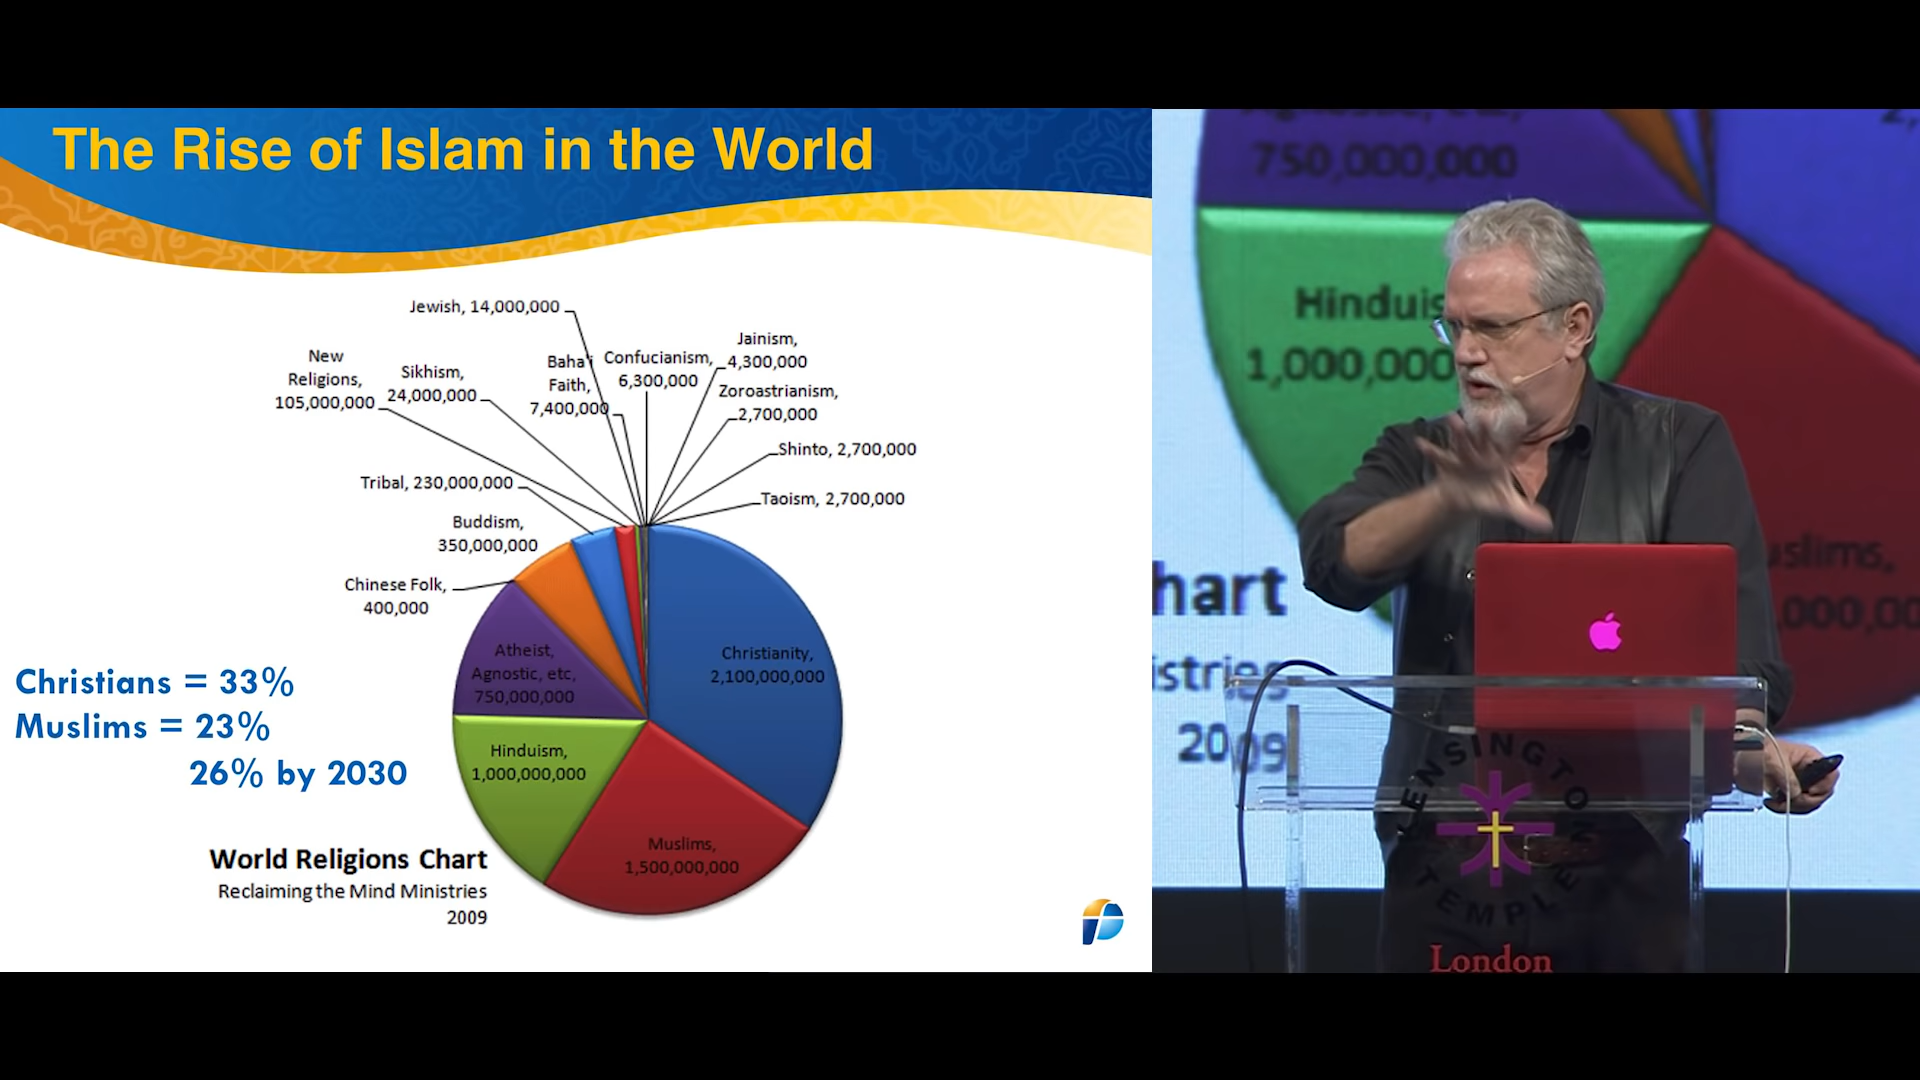 The Rise of Islam in the World
Jewish, 14,000,000
New
Religions,
105,000,000
Sikhism,
24,000,000
Baha'i
Faith,
7,400,000
Confucianism,
6,300,000
Jainism,
4,300,000
Zoroastrianism,
2,700,000
Shinto, 2,700,000
Taoism, 2,700,000
Tribal, 230,000,000
Buddism,
350,000,000
Chinese Folk,
400,000
Atheist,
Agnostic, etc,
750,000,000
Christianity,
2,100,000,000
Hinduism,
1,000,000,000
Muslims,
1,500,000,000
Christians = 33%
Muslims = 23%
26% by 2030
World Religions Chart
Reclaiming the Mind Ministries
2009
Agnostic, etc,
750,000,000
2,
Hinduis
1,000,000
uslims,
,000,00
hart
istries
2009
KENSINGTON
TEMPLE
London